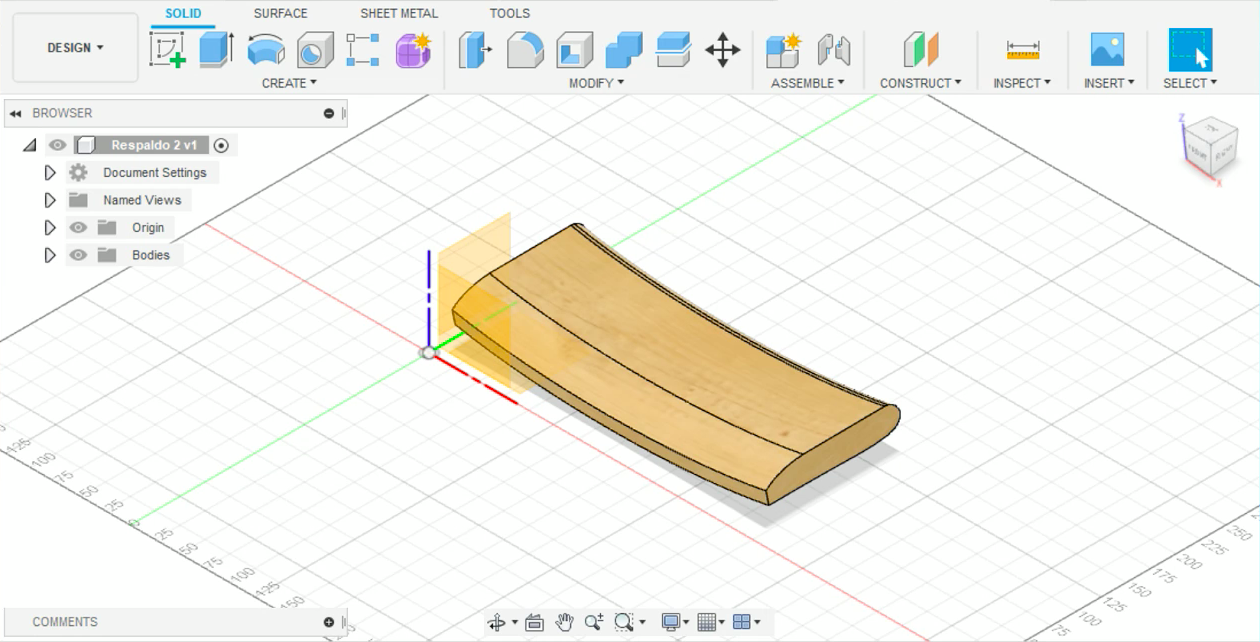 SOLID SURFACE SHEET METAL TOOLS
DESIGN
CREATE MODIFY ASSEMBLE CONSTRUCT INSPECT INSERT SELECT
BROWSER
Z
X
Respaldo 2 v1
Document Settings
Named Views
Origin
Bodies
125
100
75
50
25
0
25
50
75
100
125
150
250
225
200
175
150
125
100
75
COMMENTS